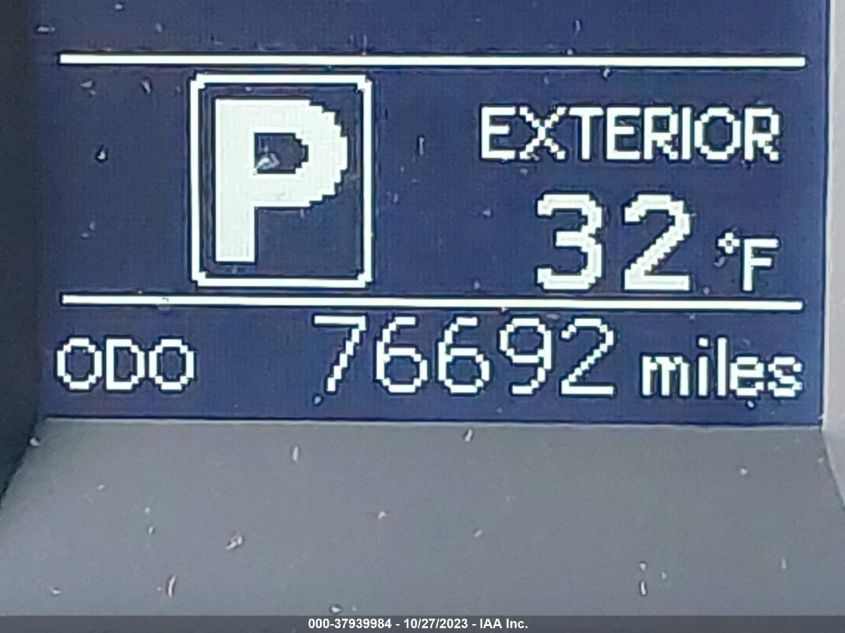 P
EXTERIOR
32 °F
ODO 76692 miles
000-37939984 - 10/27/2023 - IAA Inc.